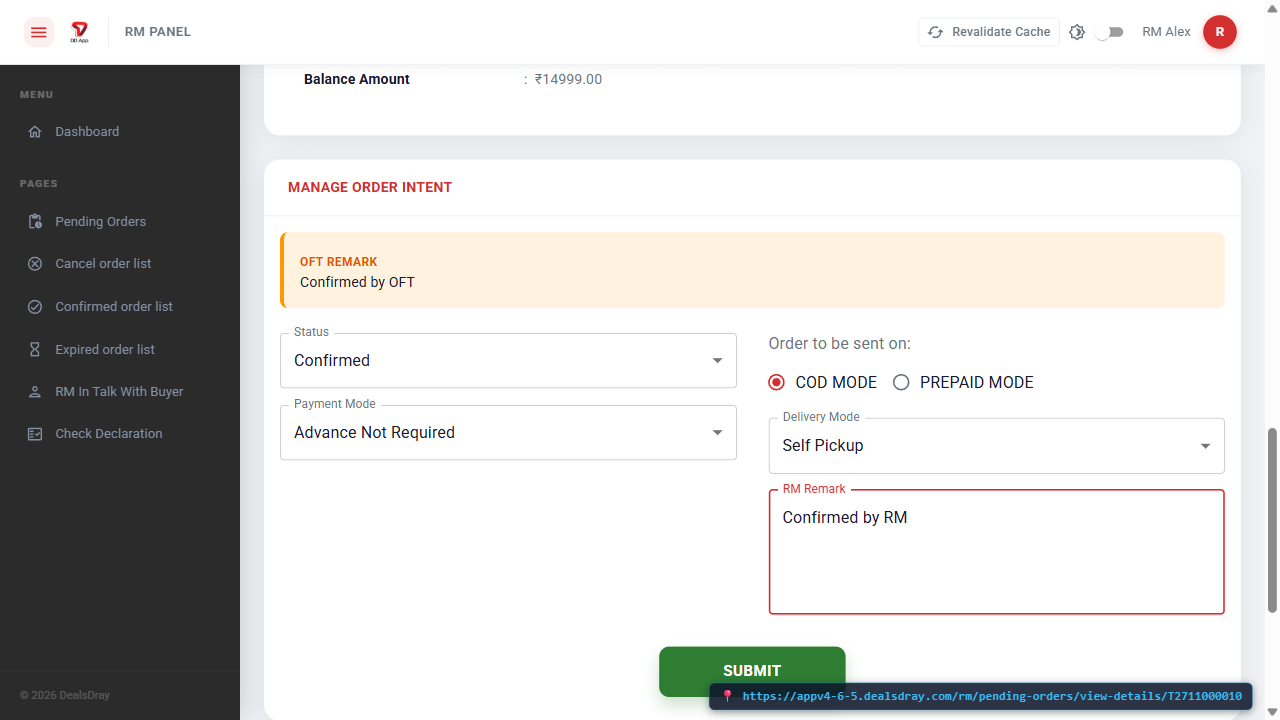 DD App
RM PANEL
Revalidate Cache
RM Alex
R
MENU
Dashboard
PAGES
Pending Orders
Cancel order list
Confirmed order list
Expired order list
RM In Talk With Buyer
Check Declaration
© 2026 DealsDray
Balance Amount : ₹14999.00
MANAGE ORDER INTENT
OFT REMARK
Confirmed by OFT
Status
Confirmed
Payment Mode
Advance Not Required
Order to be sent on:
COD MODE PREPAID MODE
Delivery Mode
Self Pickup
RM Remark
Confirmed by RM
SUBMIT
https://appv4-6-5.dealsdray.com/rm/pending-orders/view-details/T2711000010